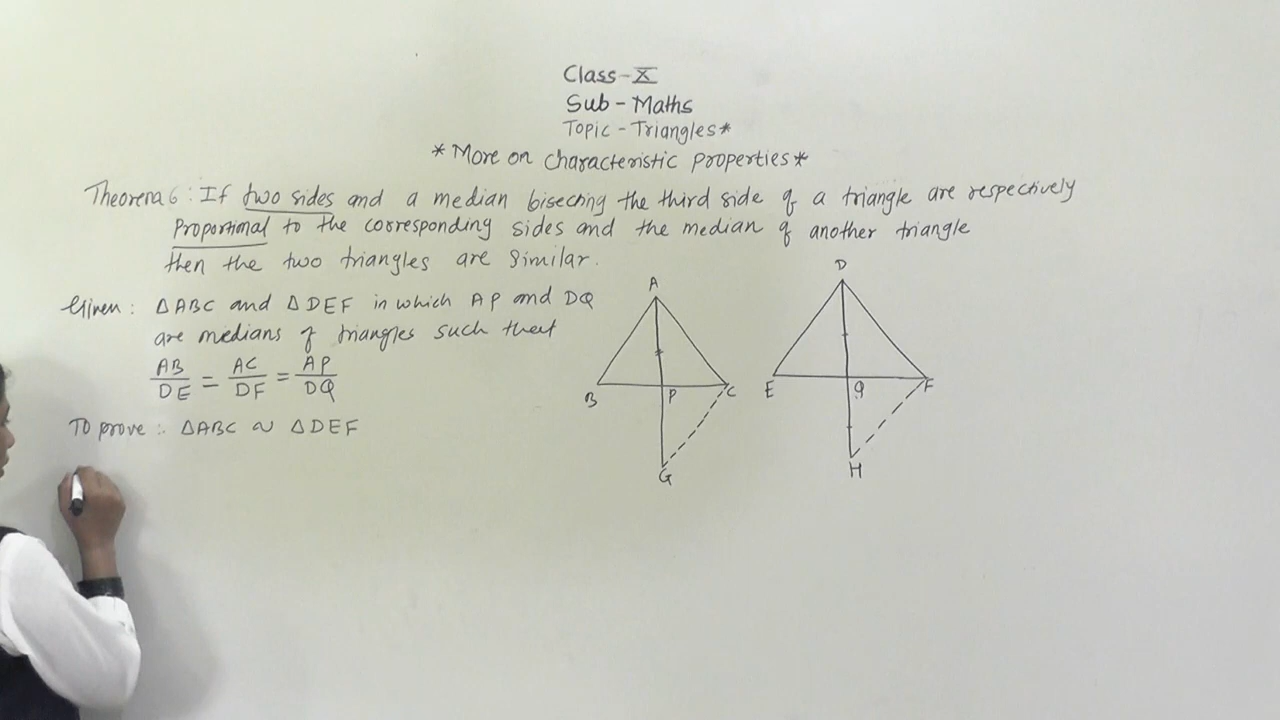 Class-X
Sub-Maths
Topic-Triangles*
*More on characteristic properties*
Theorem 6: If two sides and a median bisecting the third side of a triangle are respectively
Proportional to the corresponding sides and the median of another triangle
then the two triangles are similar.
Given: ΔABC and ΔDEF in which AP and DQ
are medians of triangles such that
AB/DE = AC/DF = AP/DQ
To prove:- ΔABC ~ ΔDEF
A
B
P
C
G
D
E
Q
F
H